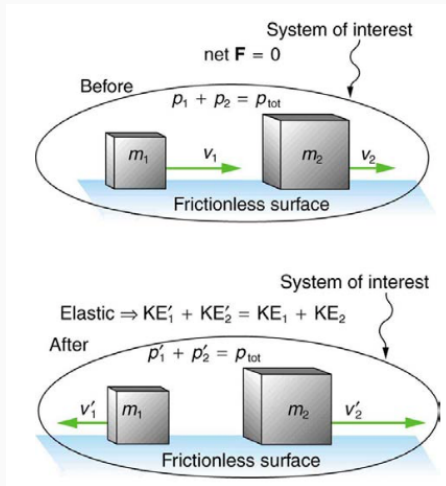 System of interest
net F = 0
Before
p₁ + p₂ = pₜₒₜ
m₁
v₁
m₂
v₂
Frictionless surface
System of interest
Elastic ⇒ KE′₁ + KE′₂ = KE₁ + KE₂
After
p′₁ + p′₂ = pₜₒₜ
v′₁
m₁
m₂
v′₂
Frictionless surface